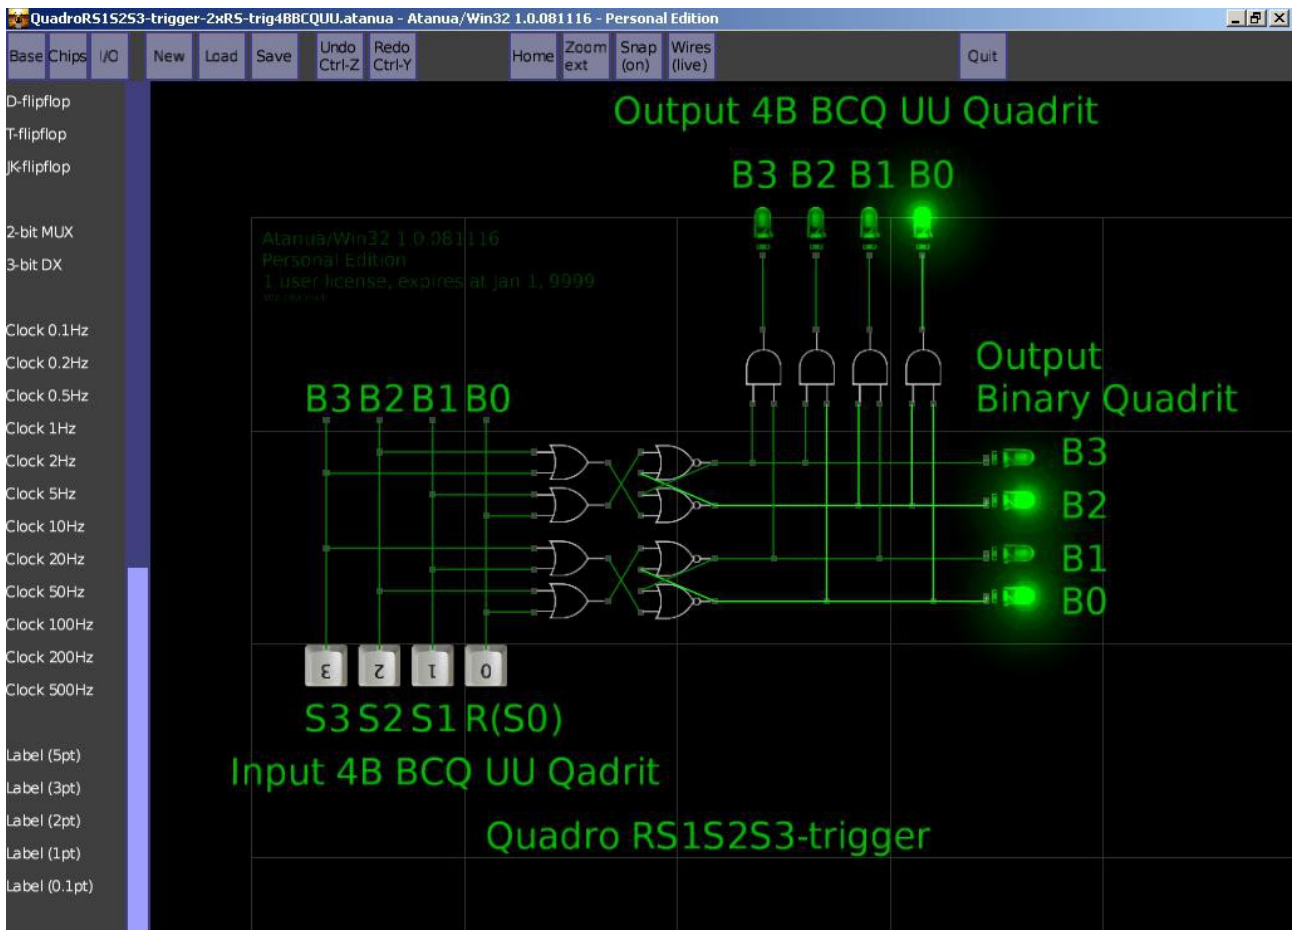 QuadroRS1S2S3-trigger-2xRS-trig4BBCQUU.atanua - Atanua/Win32 1.0.081116 - Personal Edition
Base Chips I/O New Load Save Undo Ctrl-Z Redo Ctrl-Y Home Zoom ext Snap (on) Wires (live) Quit
D-flipflop
T-flipflop
JK-flipflop
2-bit MUX
3-bit DX
Clock 0.1Hz
Clock 0.2Hz
Clock 0.5Hz
Clock 1Hz
Clock 2Hz
Clock 5Hz
Clock 10Hz
Clock 20Hz
Clock 50Hz
Clock 100Hz
Clock 200Hz
Clock 500Hz
Label (5pt)
Label (3pt)
Label (2pt)
Label (1pt)
Label (0.1pt)
Output 4B BCQ UU Quadrit
B3 B2 B1 B0
Atanua/Win32 1.0.081116
Personal Edition
1 user license, expires at Jan 1, 9999
Output
Binary Quadrit
B3 B2 B1 B0
B3
B2
B1
B0
3 2 1 0
S3 S2 S1 R(S0)
Input 4B BCQ UU Qadrit
Quadro RS1S2S3-trigger